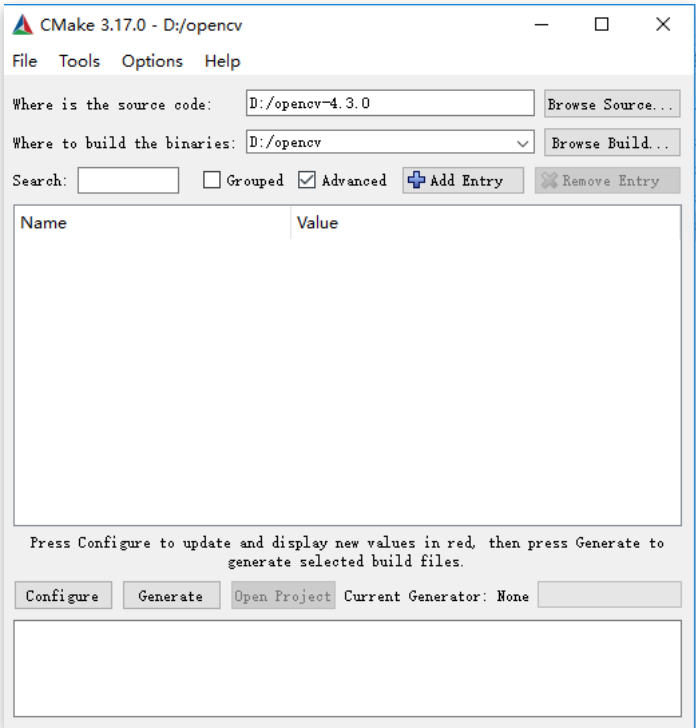 CMake 3.17.0 - D:/opencv
File Tools Options Help
Where is the source code: D:/opencv-4.3.0 Browse Source...
Where to build the binaries: D:/opencv Browse Build...
Search: Grouped Advanced Add Entry Remove Entry
Name Value
Press Configure to update and display new values in red, then press Generate to
generate selected build files.
Configure Generate Open Project Current Generator: None